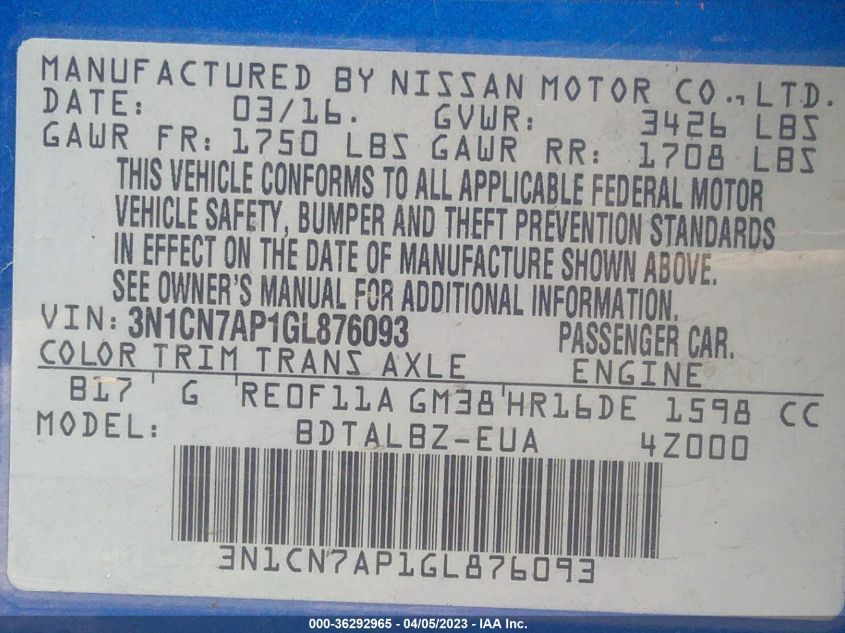 MANUFACTURED BY NISSAN MOTOR CO.,LTD.
DATE: 03/16. GVWR: 3426 LBS
GAWR FR: 1750 LBS GAWR RR: 1708 LBS
THIS VEHICLE CONFORMS TO ALL APPLICABLE FEDERAL MOTOR
VEHICLE SAFETY, BUMPER AND THEFT PREVENTION STANDARDS
IN EFFECT ON THE DATE OF MANUFACTURE SHOWN ABOVE.
SEE OWNER'S MANUAL FOR ADDITIONAL INFORMATION.
VIN: 3N1CN7AP1GL876093 PASSENGER CAR.
COLOR TRIM TRANS AXLE ENGINE
B17 ' G 'RE0F11A GM38'HR16DE 1598 CC
MODEL: BDTALBZ-EUA 4Z000
3N1CN7AP1GL876093
000-36292965 - 04/05/2023 - IAA Inc.